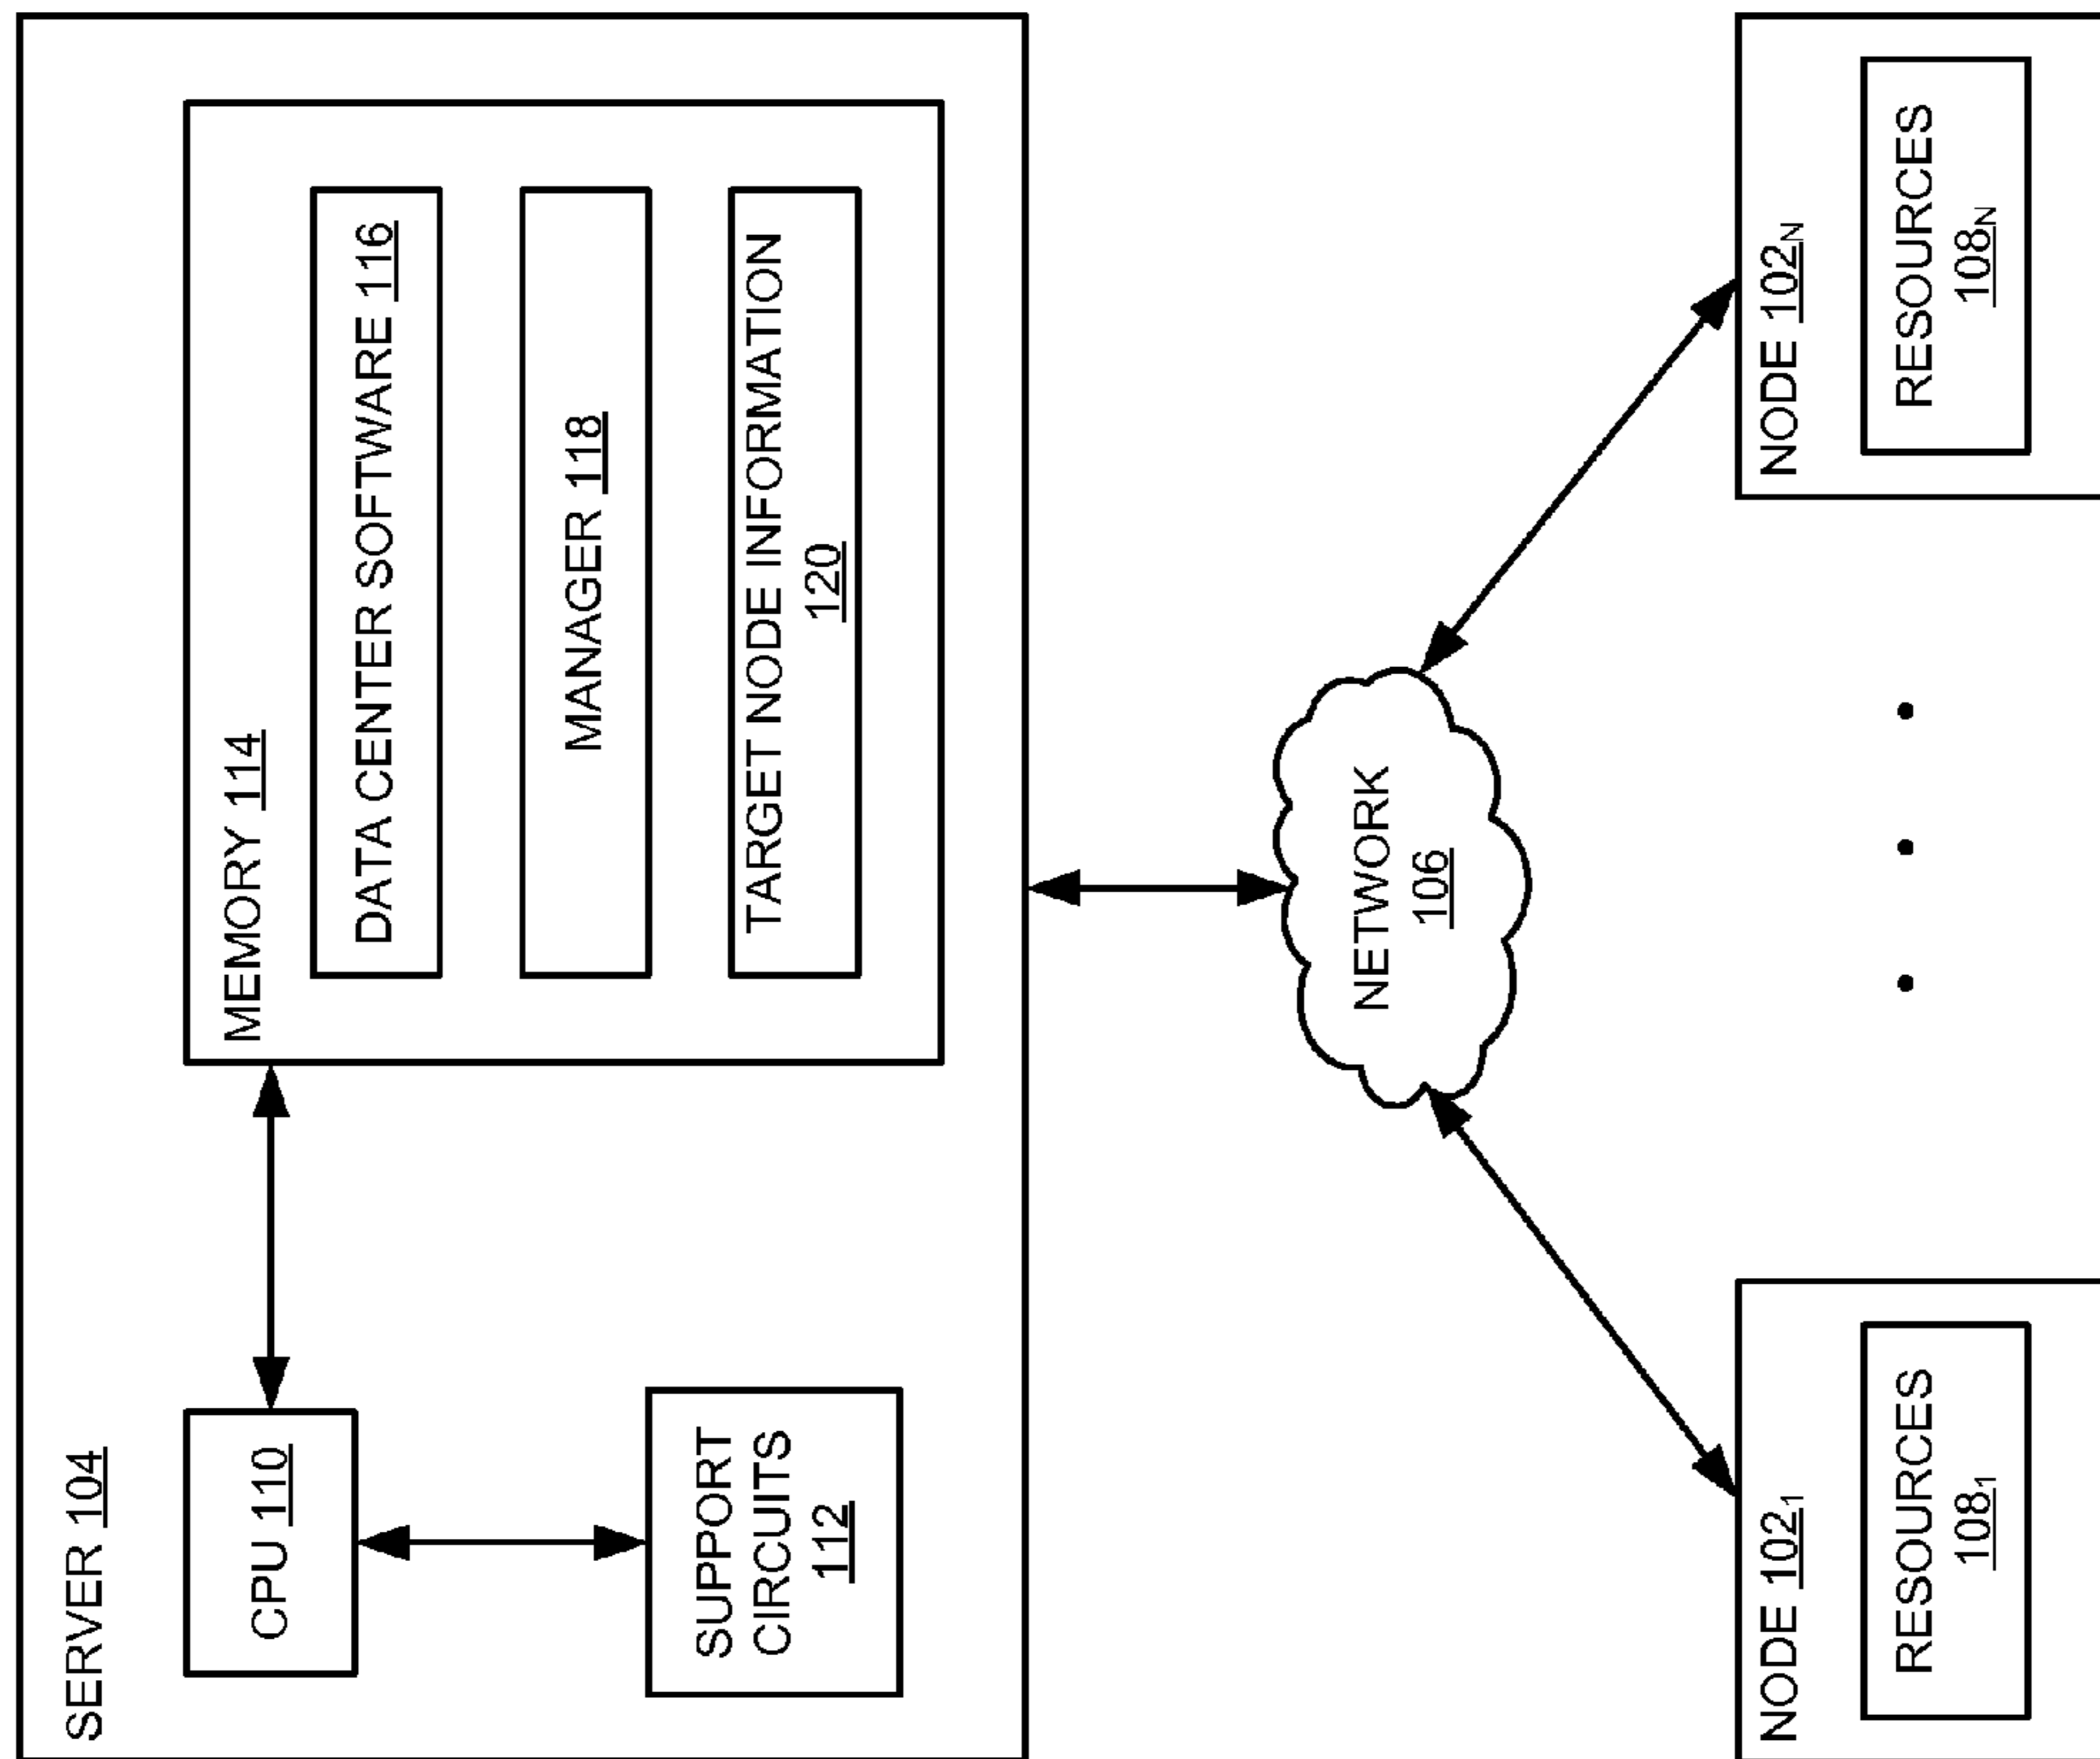 SERVER 104
CPU 110
SUPPORT
CIRCUITS
112
MEMORY 114
DATA CENTER SOFTWARE 116
MANAGER 118
TARGET NODE INFORMATION
120
NETWORK
106
NODE 102₁
RESOURCES
108₁
NODE 102N
RESOURCES
108N